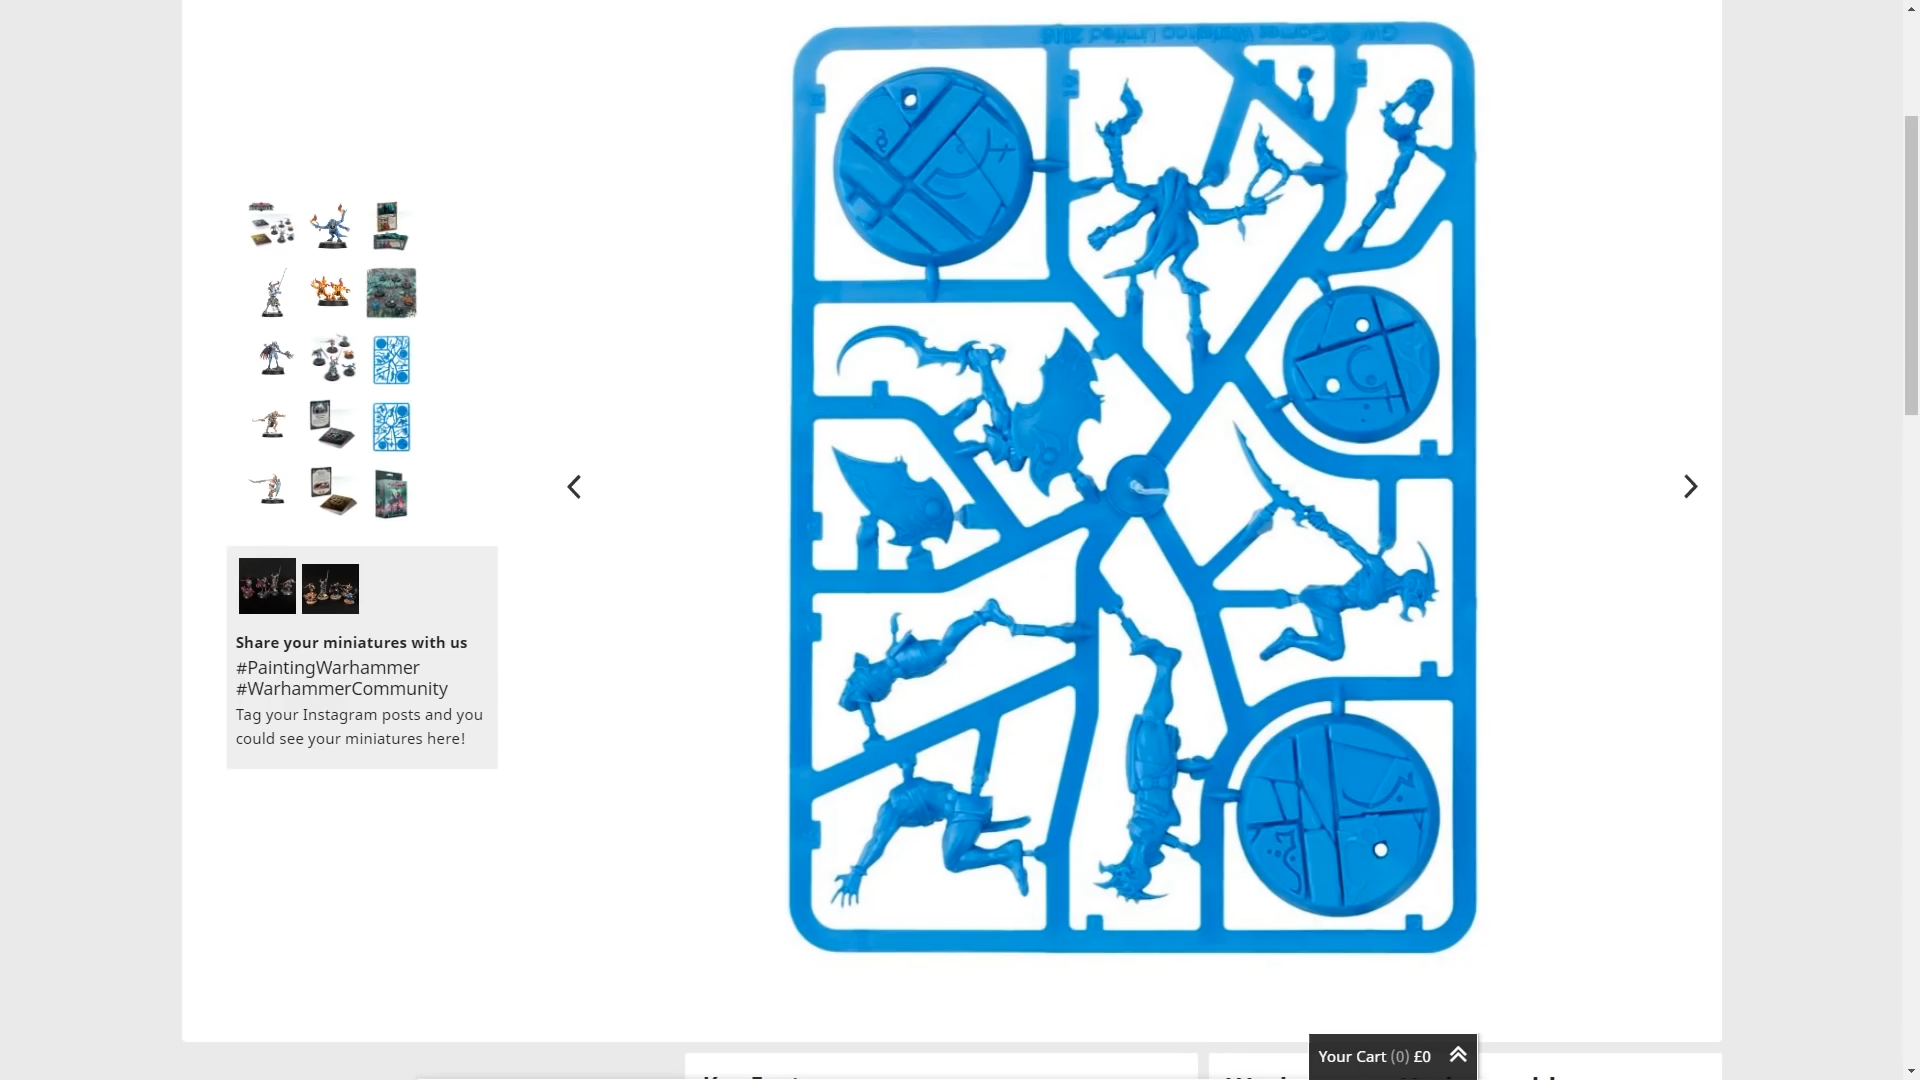 Share your miniatures with us
#PaintingWarhammer
#WarhammerCommunity
Tag your Instagram posts and you
could see your miniatures here!
Your Cart (0) £0